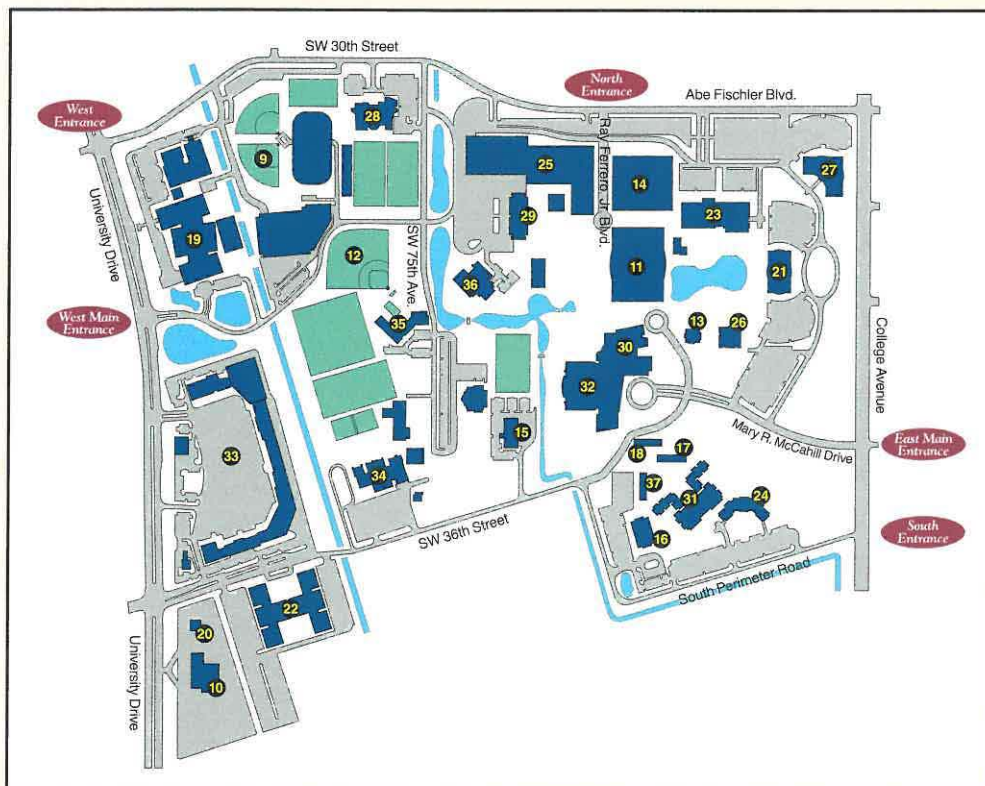 SW 30th Street
North
Entrance
Abe Fischler Blvd.
West
Entrance
28
9
25
Ray Ferrero, Jr. Blvd.
14
27
University Drive
29
23
19
12
SW 75th Ave.
36
11
21
West Main
Entrance
35
13
26
30
College Avenue
32
15
Mary R. McCahill Drive
East Main
Entrance
33
18
17
34
37
31
24
SW 36th Street
16
South
Entrance
South Perimeter Road
22
20
University Drive
10